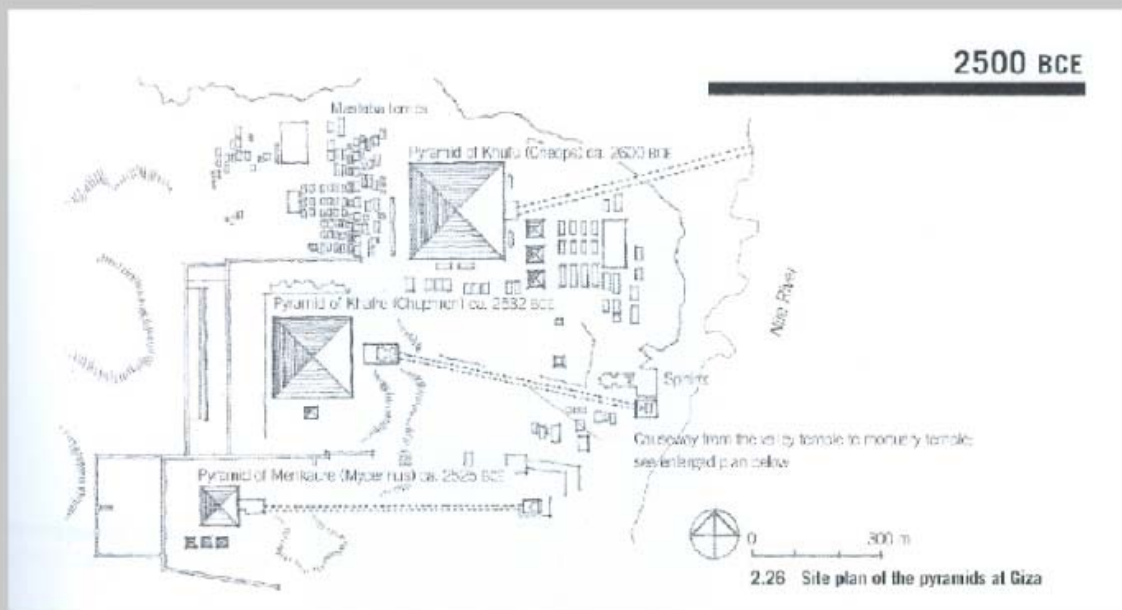 2500 BCE
Mastaba tombs
Pyramid of Khufu (Cheops) ca. 2600 BCE
Pyramid of Khafre (Chephren) ca. 2532 BCE
Nile River
Sphinx
Causeway from the valley temple to mortuary temple;
see enlarged plan below
Pyramid of Menkaure (Mycerinus) ca. 2525 BCE
0 300 m
2.26 Site plan of the pyramids at Giza